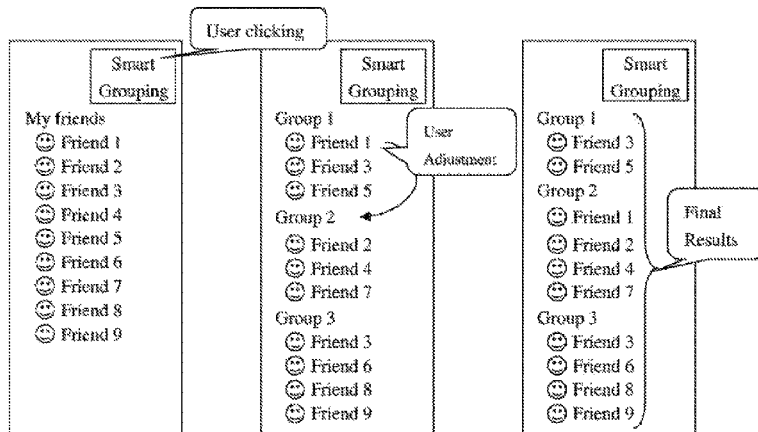 User clicking
Smart
Grouping
My friends
Friend 1
Friend 2
Friend 3
Friend 4
Friend 5
Friend 6
Friend 7
Friend 8
Friend 9
Smart
Grouping
Group 1
Friend 1
Friend 3
Friend 5
User
Adjustment
Group 2
Friend 2
Friend 4
Friend 7
Group 3
Friend 3
Friend 6
Friend 8
Friend 9
Smart
Grouping
Group 1
Friend 3
Friend 5
Group 2
Friend 1
Friend 2
Friend 4
Friend 7
Group 3
Friend 3
Friend 6
Friend 8
Friend 9
Final
Results